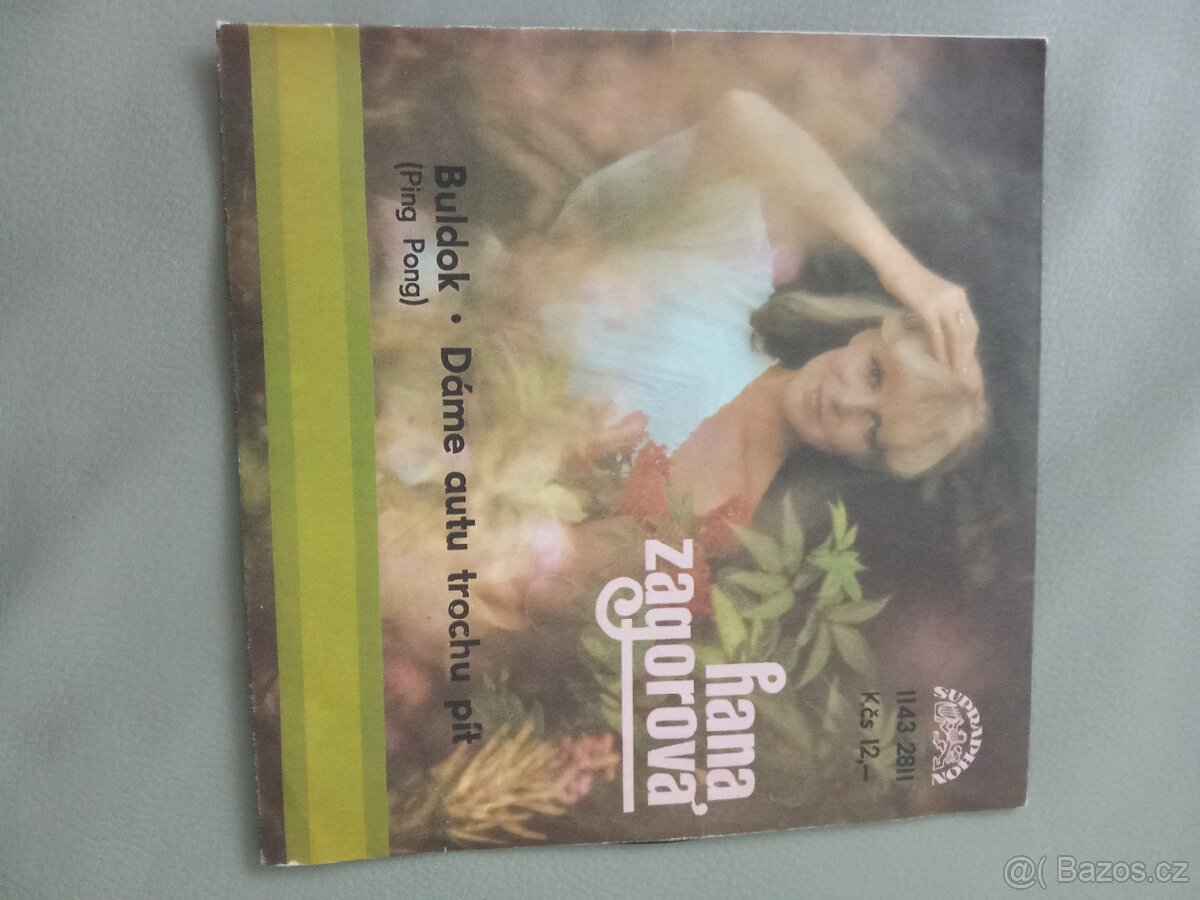 SUPRAPHON
1143 2811
Kčs 12,–
hana
zagorová
Buldok • Dáme autu trochu pít
(Ping Pong)
@( Bazos.cz